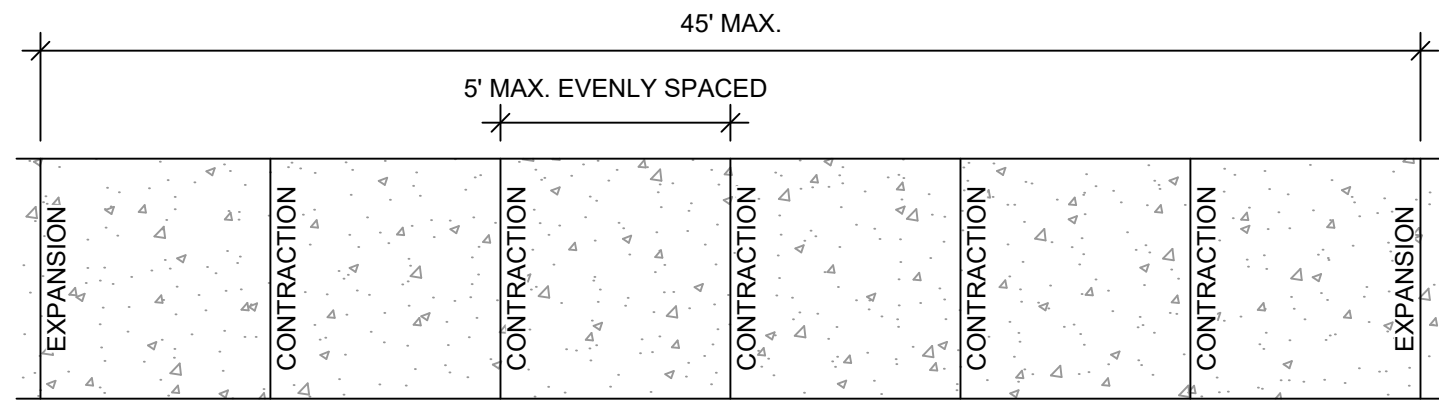 45' MAX.
5' MAX. EVENLY SPACED
EXPANSION
CONTRACTION
CONTRACTION
CONTRACTION
CONTRACTION
CONTRACTION
EXPANSION